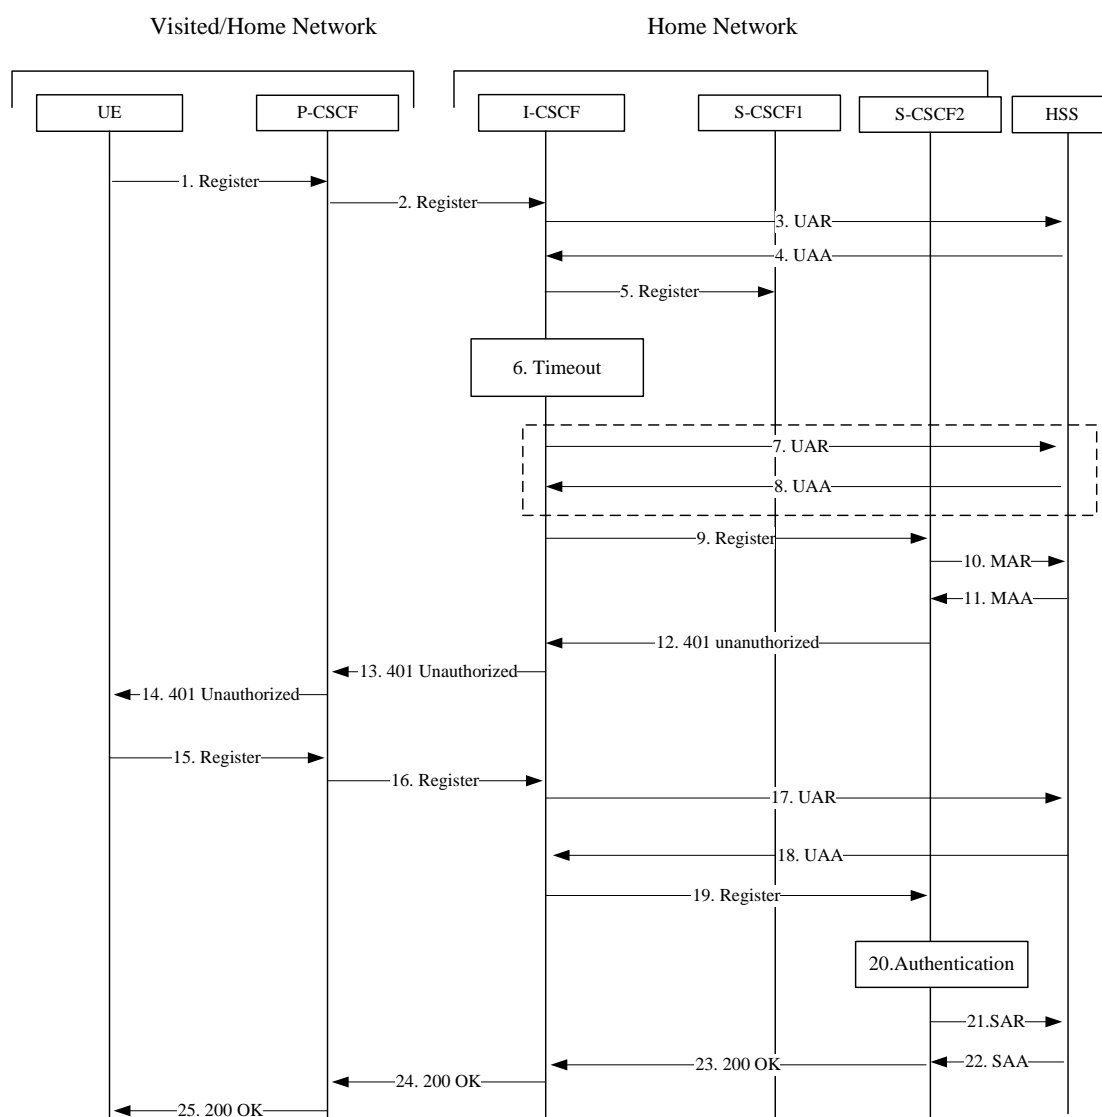 Visited/Home Network
Home Network
UE
P-CSCF
I-CSCF
S-CSCF1
S-CSCF2
HSS
1. Register
2. Register
3. UAR
4. UAA
5. Register
6. Timeout
7. UAR
8. UAA
9. Register
10. MAR
11. MAA
12. 401 unanuthorized
13. 401 Unauthorized
14. 401 Unauthorized
15. Register
16. Register
17. UAR
18. UAA
19. Register
20.Authentication
21.SAR
22. SAA
23. 200 OK
24. 200 OK
25. 200 OK